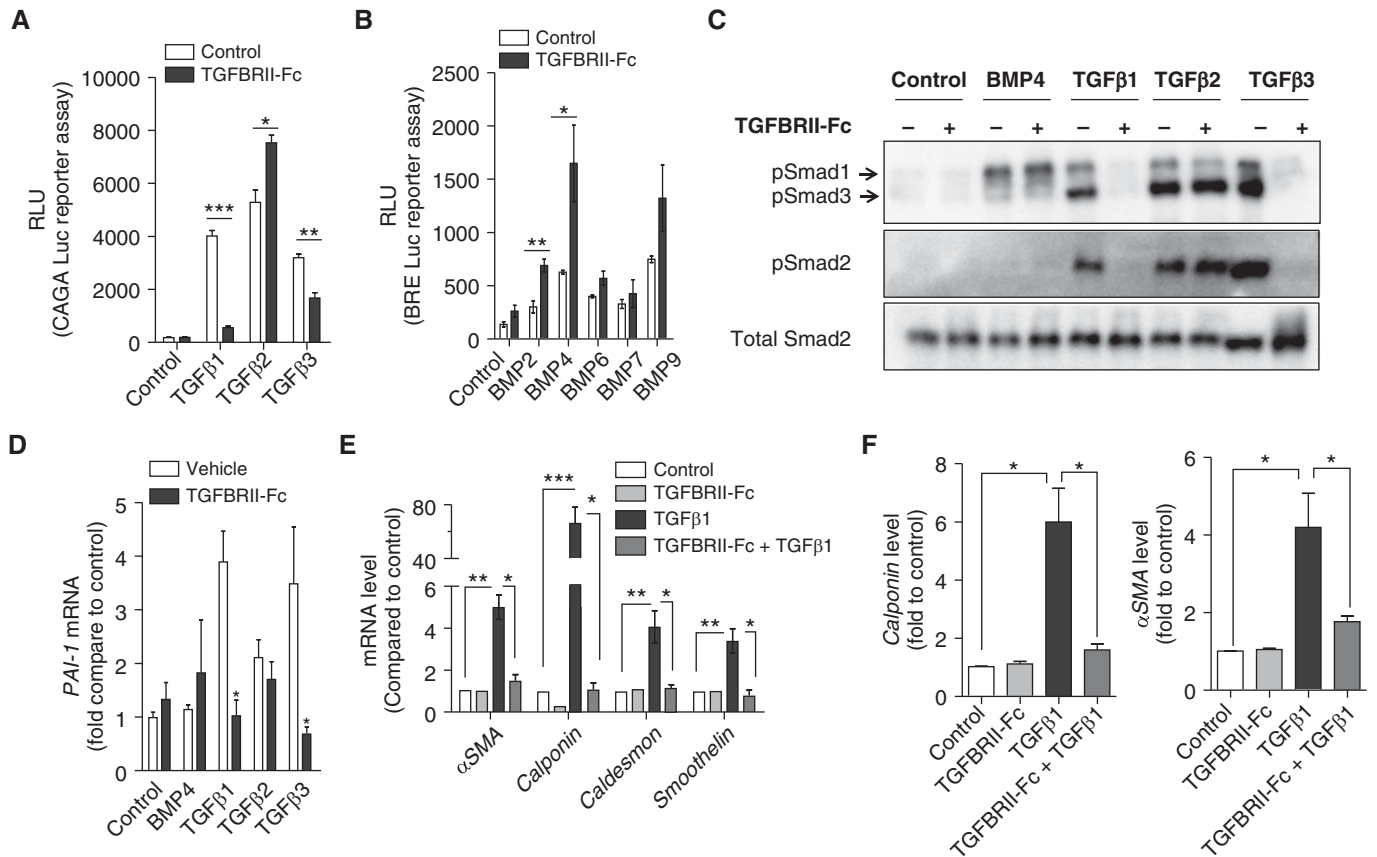 A
Control
TGFBRII-Fc
RLU
(CAGA Luc reporter assay)
10000
8000
6000
4000
2000
0
***
*
**
Control
TGFβ1
TGFβ2
TGFβ3
B
Control
TGFBRII-Fc
RLU
(BRE Luc reporter assay)
2500
2000
1500
1000
500
0
**
*
Control
BMP2
BMP4
BMP6
BMP7
BMP9
C
Control BMP4 TGFβ1 TGFβ2 TGFβ3
TGFBRII-Fc − + − + − + − + − +
pSmad1
pSmad3
pSmad2
Total Smad2
D
Vehicle
TGFBRII-Fc
PAI-1 mRNA
(fold compare to control)
5
4
3
2
1
0
*
*
Control
BMP4
TGFβ1
TGFβ2
TGFβ3
E
Control
TGFBRII-Fc
TGFβ1
TGFBRII-Fc + TGFβ1
mRNA level
(Compared to control)
80
40
6
4
2
0
** *
*** *
** *
** *
αSMA
Calponin
Caldesmon
Smoothelin
F
Calponin level
(fold to control)
8
6
4
2
0
* *
Control
TGFBRII-Fc
TGFβ1
TGFBRII-Fc + TGFβ1
αSMA level
(fold to control)
6
4
2
0
* *
Control
TGFBRII-Fc
TGFβ1
TGFBRII-Fc + TGFβ1